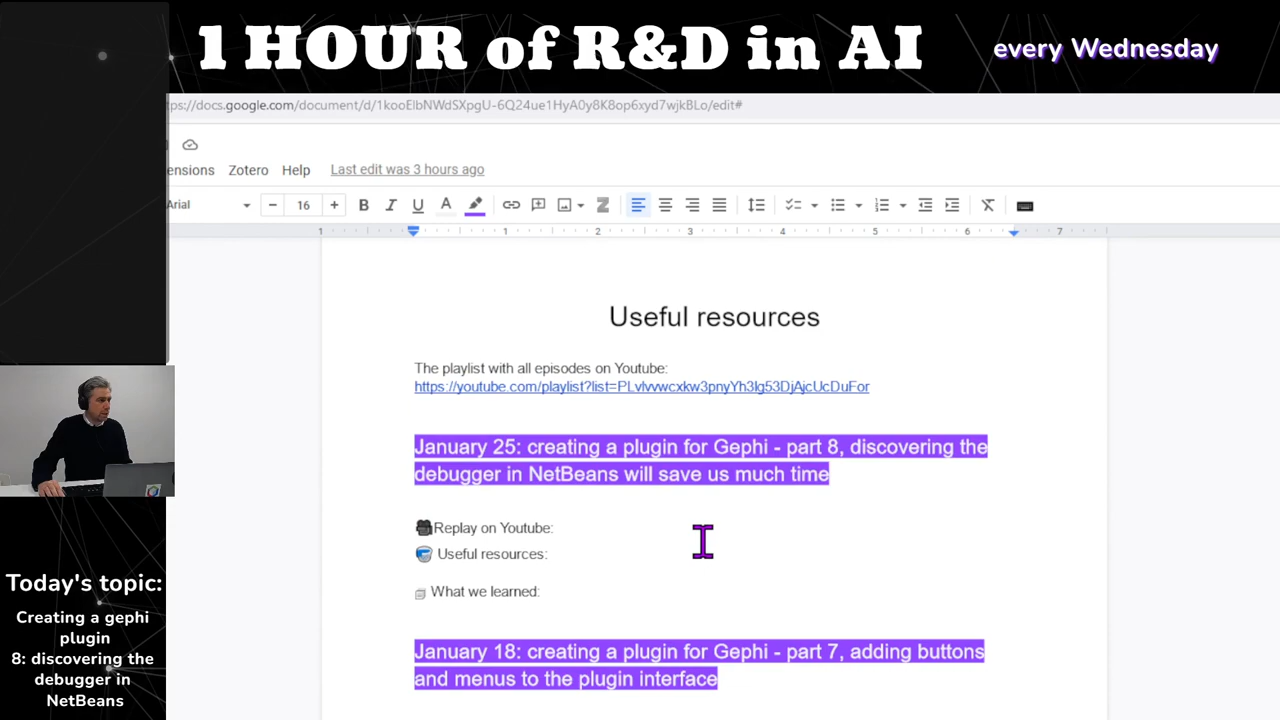 1 HOUR of R&D in AI
every Wednesday
ps://docs.google.com/document/d/1kooElbNWdSXpgU-6Q24ue1HyA0y8K8op6xyd7wjkBLo/edit#
ensions Zotero Help Last edit was 3 hours ago
Arial − 16 + B I U A Z
1 1 2 3 4 5 6 7
Useful resources
The playlist with all episodes on Youtube:
https://youtube.com/playlist?list=PLvlvvwcxkw3pnyYh3lg53DjAjcUcDuFor
January 25: creating a plugin for Gephi - part 8, discovering the
debugger in NetBeans will save us much time
Replay on Youtube:
Useful resources:
What we learned:
January 18: creating a plugin for Gephi - part 7, adding buttons
and menus to the plugin interface
Today's topic:
Creating a gephi
plugin
8: discovering the
debugger in
NetBeans